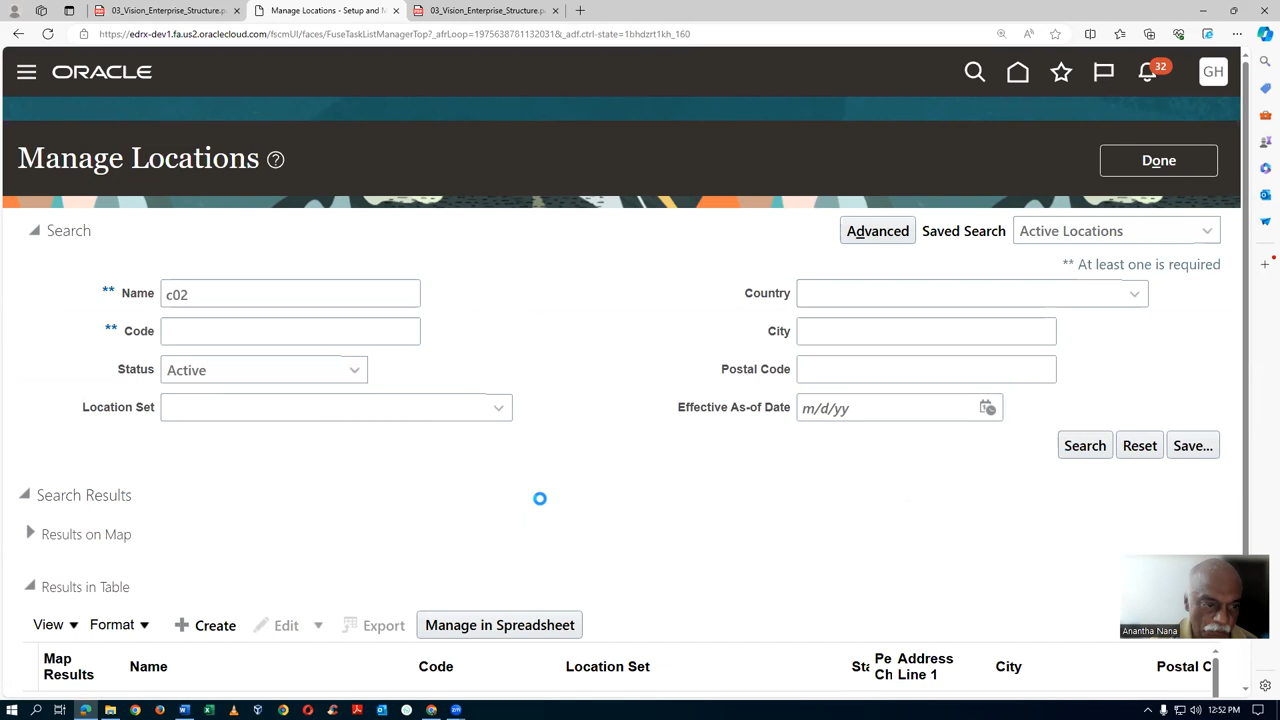 03_Vision_Enterprise_Structure.p
Manage Locations - Setup and M
03_Vision_Enterprise_Structure.p
https://edrx-dev1.fa.us2.oraclecloud.com/fscmUI/faces/FuseTaskListManagerTop?_afrLoop=1975638781132031&_adf.ctrl-state=1bhdzrt1kh_160
ORACLE
32
GH
Manage Locations
Done
Search
Advanced Saved Search Active Locations
** At least one is required
** Name c02
Country
** Code
City
Status Active
Postal Code
Location Set
Effective As-of Date m/d/yy
Search Reset Save...
Search Results
Results on Map
Results in Table
View Format Create Edit Export Manage in Spreadsheet
Map Results Name Code Location Set Sta Pe Ch Address Line 1 City Postal C
Anantha Nana
12:52 PM